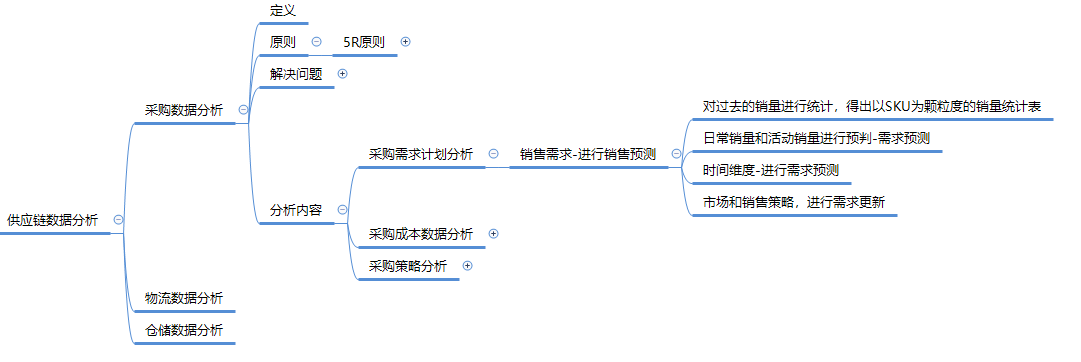 定义
原则
5R原则
解决问题
采购数据分析
对过去的销量进行统计，得出以SKU为颗粒度的销量统计表
日常销量和活动销量进行预判-需求预测
采购需求计划分析
销售需求-进行销售预测
时间维度-进行需求预测
市场和销售策略，进行需求更新
分析内容
供应链数据分析
采购成本数据分析
采购策略分析
物流数据分析
仓储数据分析